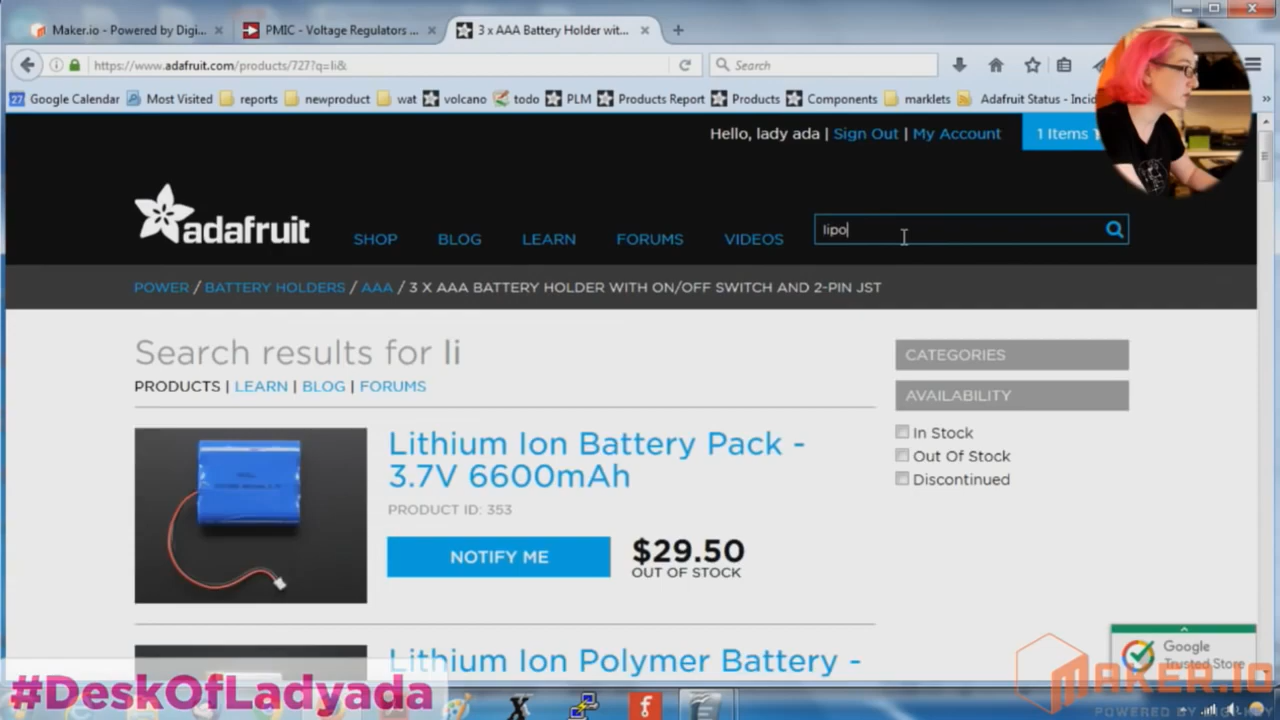 Maker.io - Powered by Digi...
PMIC - Voltage Regulators ...
3 x AAA Battery Holder wit...
https://www.adafruit.com/products/727?q=li&
Search
27 Google Calendar
Most Visited
reports
newproduct
wat
volcano
todo
PLM
Products Report
Products
Components
marklets
Adafruit Status - Incid
Hello, lady ada | Sign Out | My Account
1 Items
adafruit
SHOP
BLOG
LEARN
FORUMS
VIDEOS
lipo
POWER / BATTERY HOLDERS / AAA / 3 X AAA BATTERY HOLDER WITH ON/OFF SWITCH AND 2-PIN JST
Search results for li
PRODUCTS | LEARN | BLOG | FORUMS
CATEGORIES
AVAILABILITY
In Stock
Out Of Stock
Discontinued
Lithium Ion Battery Pack -
3.7V 6600mAh
PRODUCT ID: 353
NOTIFY ME
$29.50
OUT OF STOCK
Lithium Ion Polymer Battery -
Google
Trusted Store
#DeskOfLadyada
MAKER.IO
POWERED BY DIGI-KEY